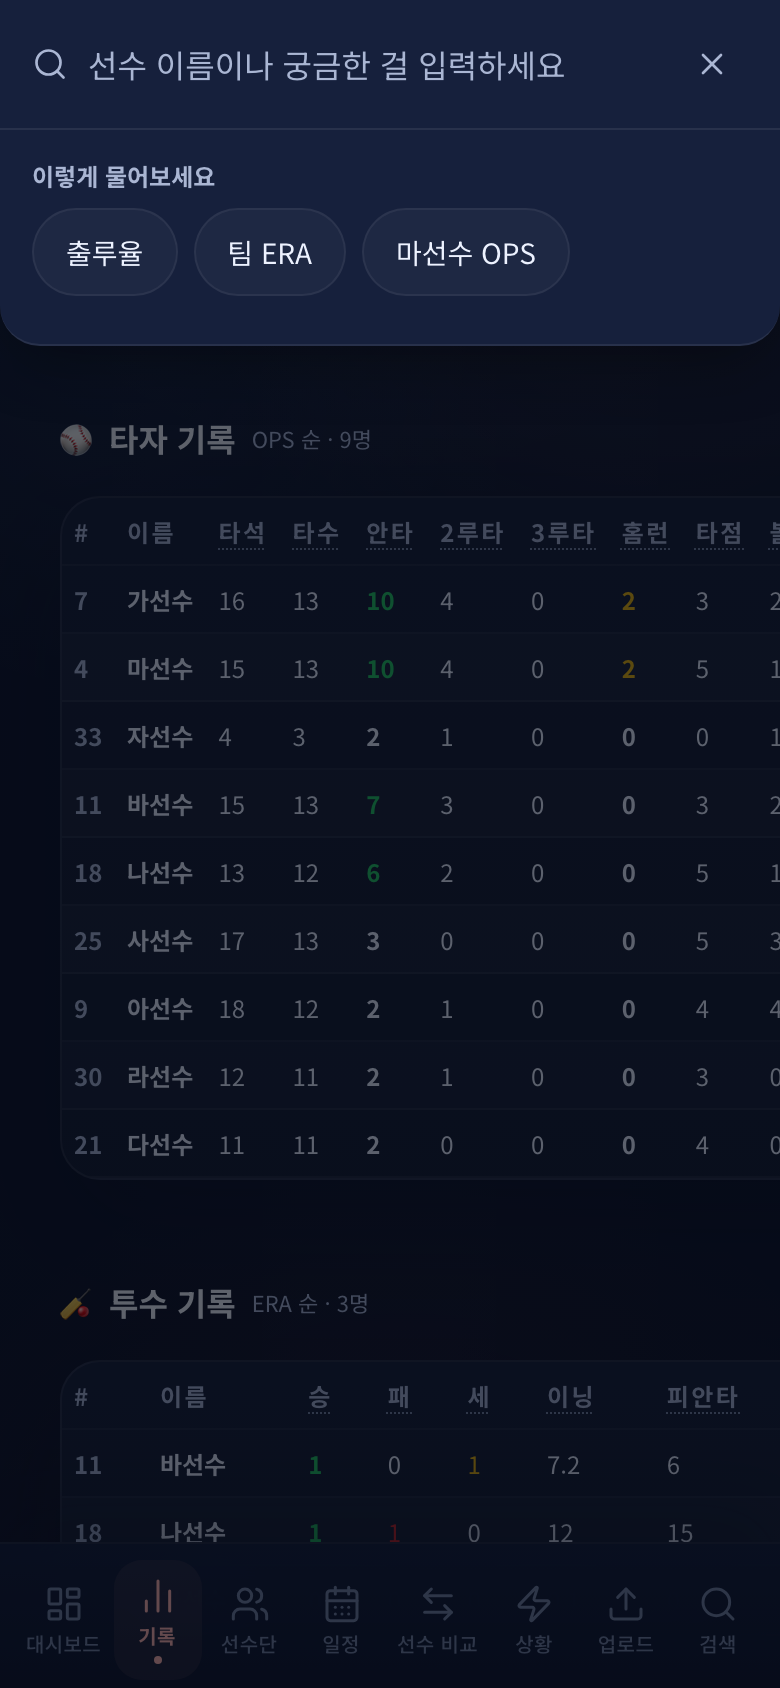 선수 이름이나 궁금한 걸 입력하세요
이렇게 물어보세요
출루율 팀 ERA 마선수 OPS
타자 기록 OPS 순 · 9명
# 이름 타석 타수 안타 2루타 3루타 홈런 타점
7 가선수 16 13 10 4 0 2 3 2
4 마선수 15 13 10 4 0 2 5 1
33 자선수 4 3 2 1 0 0 0 1
11 바선수 15 13 7 3 0 0 3 2
18 나선수 13 12 6 2 0 0 5 1
25 사선수 17 13 3 0 0 0 5 3
9 아선수 18 12 2 1 0 0 4 4
30 라선수 12 11 2 1 0 0 3 0
21 다선수 11 11 2 0 0 0 4 0
투수 기록 ERA 순 · 3명
# 이름 승 패 세 이닝 피안타
11 바선수 1 0 1 7.2 6
18 나선수 1 1 0 12 15
대시보드 기록 선수단 일정 선수 비교 상황 업로드 검색